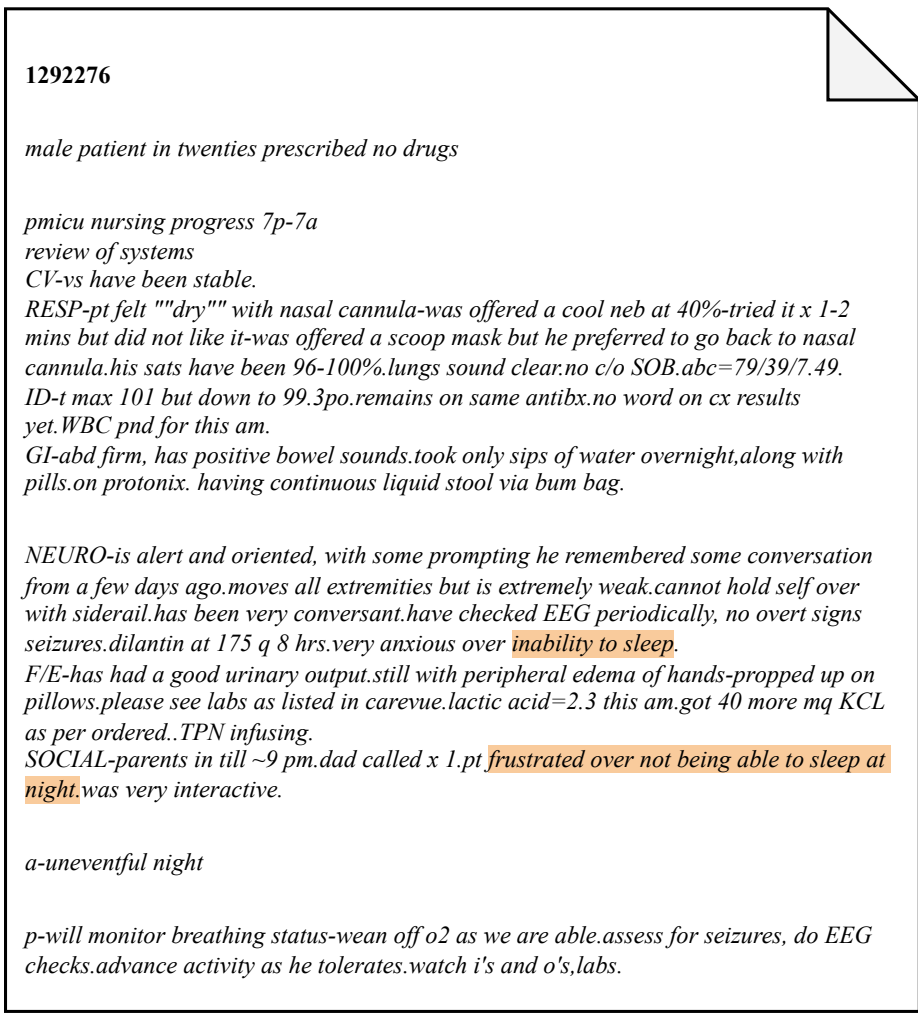 1292276
male patient in twenties prescribed no drugs
pmicu nursing progress 7p-7a
review of systems
CV-vs have been stable.
RESP-pt felt ""dry"" with nasal cannula-was offered a cool neb at 40%-tried it x 1-2
mins but did not like it-was offered a scoop mask but he preferred to go back to nasal
cannula.his sats have been 96-100%.lungs sound clear.no c/o SOB.abc=79/39/7.49.
ID-t max 101 but down to 99.3po.remains on same antibx.no word on cx results
yet.WBC pnd for this am.
GI-abd firm, has positive bowel sounds.took only sips of water overnight,along with
pills.on protonix. having continuous liquid stool via bum bag.
NEURO-is alert and oriented, with some prompting he remembered some conversation
from a few days ago.moves all extremities but is extremely weak.cannot hold self over
with siderail.has been very conversant.have checked EEG periodically, no overt signs
seizures.dilantin at 175 q 8 hrs.very anxious over inability to sleep.
F/E-has had a good urinary output.still with peripheral edema of hands-propped up on
pillows.please see labs as listed in carevue.lactic acid=2.3 this am.got 40 more mq KCL
as per ordered..TPN infusing.
SOCIAL-parents in till ~9 pm.dad called x 1.pt frustrated over not being able to sleep at
night.was very interactive.
a-uneventful night
p-will monitor breathing status-wean off o2 as we are able.assess for seizures, do EEG
checks.advance activity as he tolerates.watch i's and o's,labs.